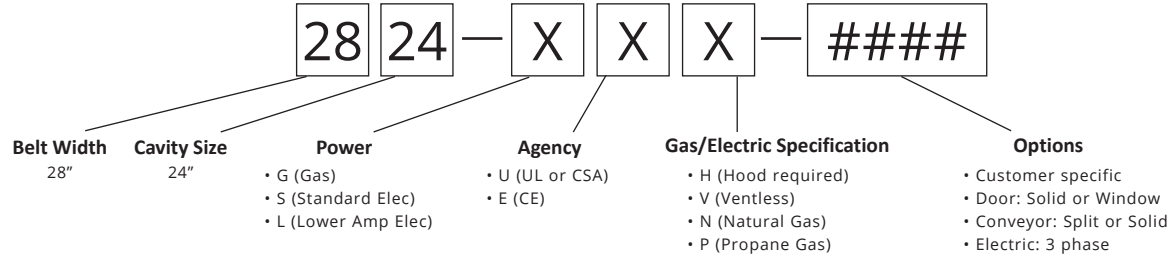 28 24 — X X X — ####
Belt Width Cavity Size Power Agency Gas/Electric Specification Options
28” 24”
• G (Gas)
• S (Standard Elec)
• L (Lower Amp Elec)
• U (UL or CSA)
• E (CE)
• H (Hood required)
• V (Ventless)
• N (Natural Gas)
• P (Propane Gas)
• Customer specific
• Door: Solid or Window
• Conveyor: Split or Solid
• Electric: 3 phase